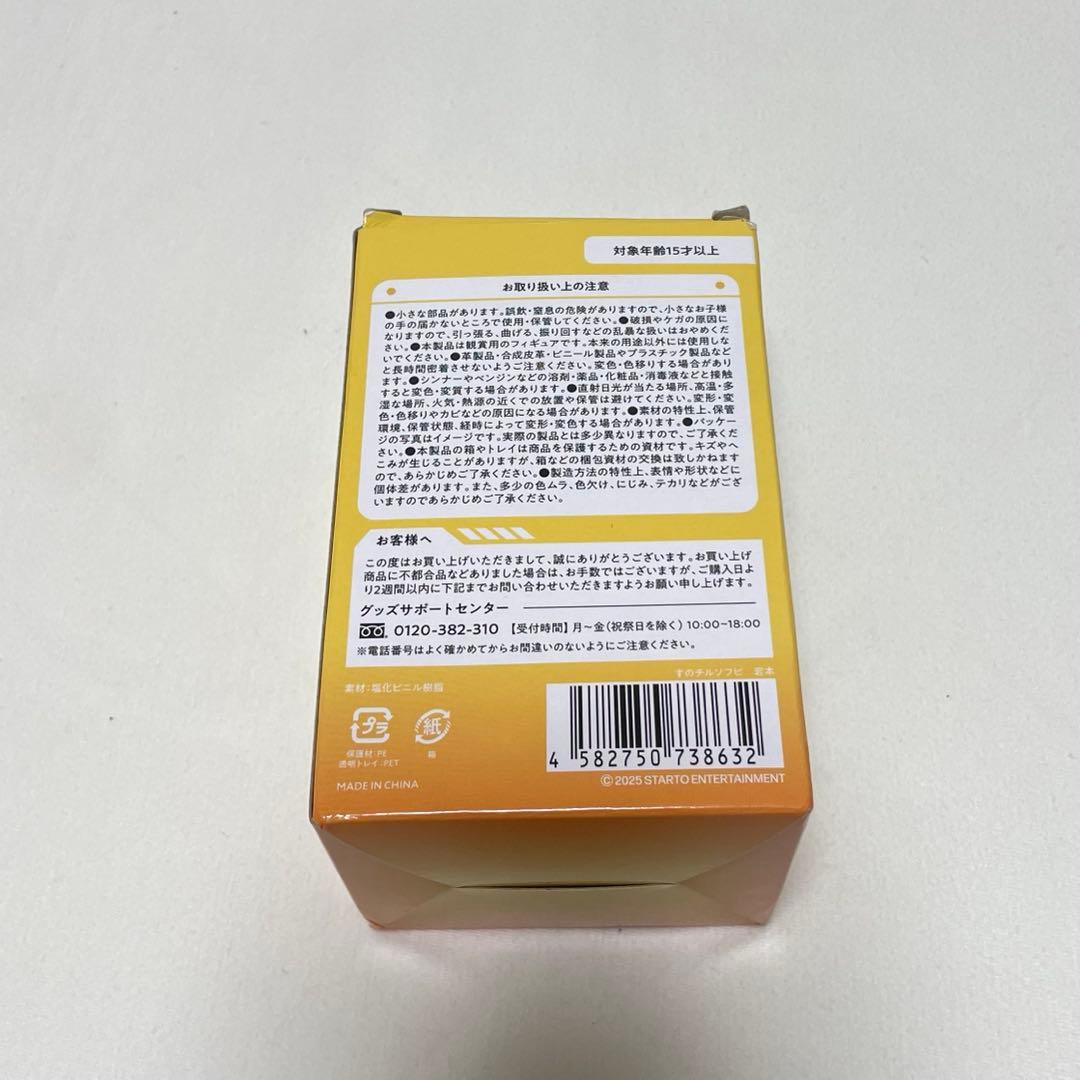 対象年齢15才以上
お取り扱い上の注意
●小さな部品があります。誤飲・窒息の危険がありますので、小さなお子様
の手の届かないところで使用・保管してください。●破損やケガの原因に
なりますので、引っ張る、曲げる、振り回すなどの乱暴な扱いはおやめくだ
さい。●本製品は観賞用のフィギュアです。本来の用途以外には使用しな
いでください。●革製品・合成皮革・ビニール製品やプラスチック製品など
と長時間密着させないようご注意ください。変色・色移りする場合があり
ます。●シンナーやベンジンなどの溶剤・薬品・化粧品・消毒液などと接触
すると変色・変質する場合があります。●直射日光が当たる場所、高温・多
湿な場所、火気・熱源の近くでの放置や保管は避けてください。変形・変
色・色移りやカビなどの原因になる場合があります。●素材の特性上、保管
環境、保管状態、経時によって変形・変色する場合があります。●パッケー
ジの写真はイメージです。実際の製品とは多少異なりますので、ご了承くだ
さい。●本製品の箱やトレイは商品を保護するための資材です。キズやへ
こみが生じることがありますが、箱などの梱包資材の交換は致しかねます
ので、あらかじめご了承ください。●製造方法の特性上、表情や形状などに
個体差があります。また、多少の色ムラ、色欠け、にじみ、テカリなどがござ
いますのであらかじめご了承ください。
お客様へ
この度はお買い上げいただきまして、誠にありがとうございます。お買い上げ
商品に不都合品などありました場合は、お手数ではございますが、ご購入日よ
り2週間以内に下記までお問い合わせいただきますようお願い申し上げます。
グッズサポートセンター
0120-382-310 【受付時間】月〜金(祝祭日を除く)10:00~18:00
※電話番号はよく確かめてからお間違いのないようにご注意ください。
素材:塩化ビニル樹脂
すのチルソフビ 岩本
プラ
紙
保護材:PE
透明トレイ:PET
箱
4 582750 738632
MADE IN CHINA
© 2025 STARTO ENTERTAINMENT